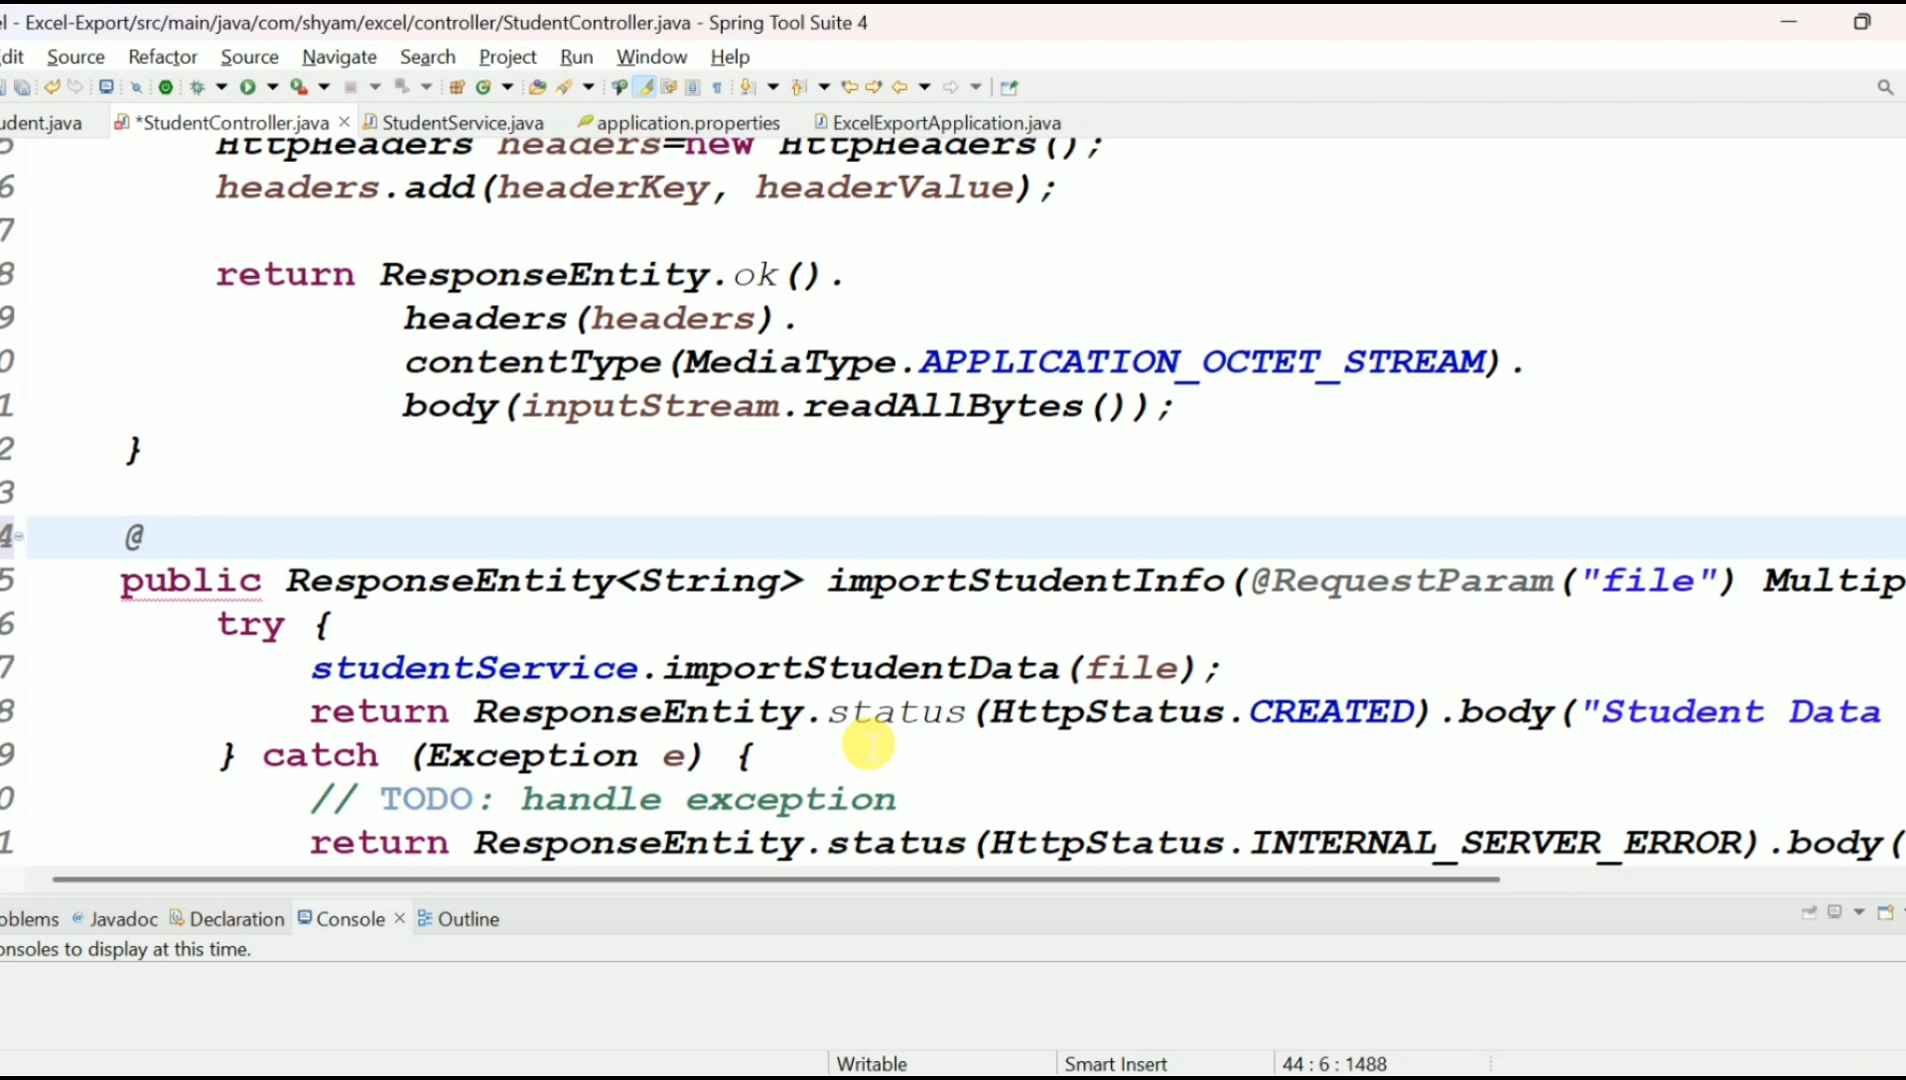 el - Excel-Export/src/main/java/com/shyam/excel/controller/StudentController.java - Spring Tool Suite 4
dit Source Refactor Source Navigate Search Project Run Window Help
udent.java *StudentController.java StudentService.java application.properties ExcelExportApplication.java
5 HttpHeaders headers=new HttpHeaders();
6 headers.add(headerKey, headerValue);
7
8 return ResponseEntity.ok().
9 headers(headers).
0 contentType(MediaType.APPLICATION_OCTET_STREAM).
1 body(inputStream.readAllBytes());
2 }
3
4 @
5 public ResponseEntity<String> importStudentInfo(@RequestParam("file") Multip
6 try {
7 studentService.importStudentData(file);
8 return ResponseEntity.status(HttpStatus.CREATED).body("Student Data
9 } catch (Exception e) {
0 // TODO: handle exception
1 return ResponseEntity.status(HttpStatus.INTERNAL_SERVER_ERROR).body(
oblems Javadoc Declaration Console Outline
onsoles to display at this time.
Writable Smart Insert 44 : 6 : 1488